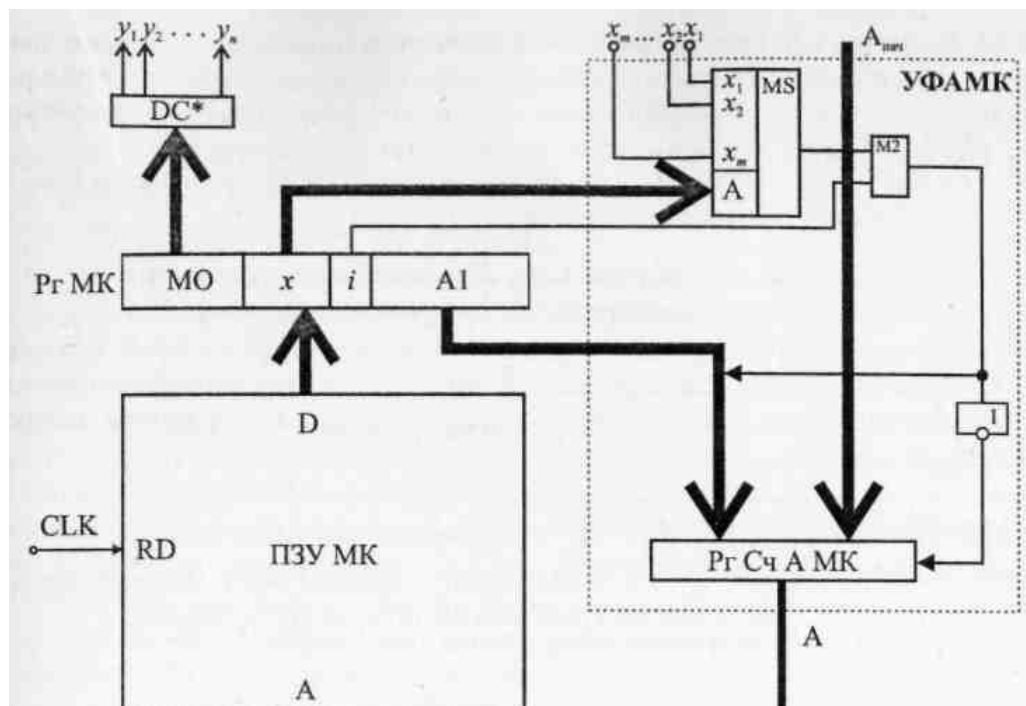 y₁ y₂ . . . yₙ
xₘ... x₂ x₁
Aнач
УФАМК
DC*
x₁ MS
x₂
xₘ
A
M2
Рг МК
МО x i A1
1
D
CLK
RD
ПЗУ МК
Рг Сч А МК
A
A